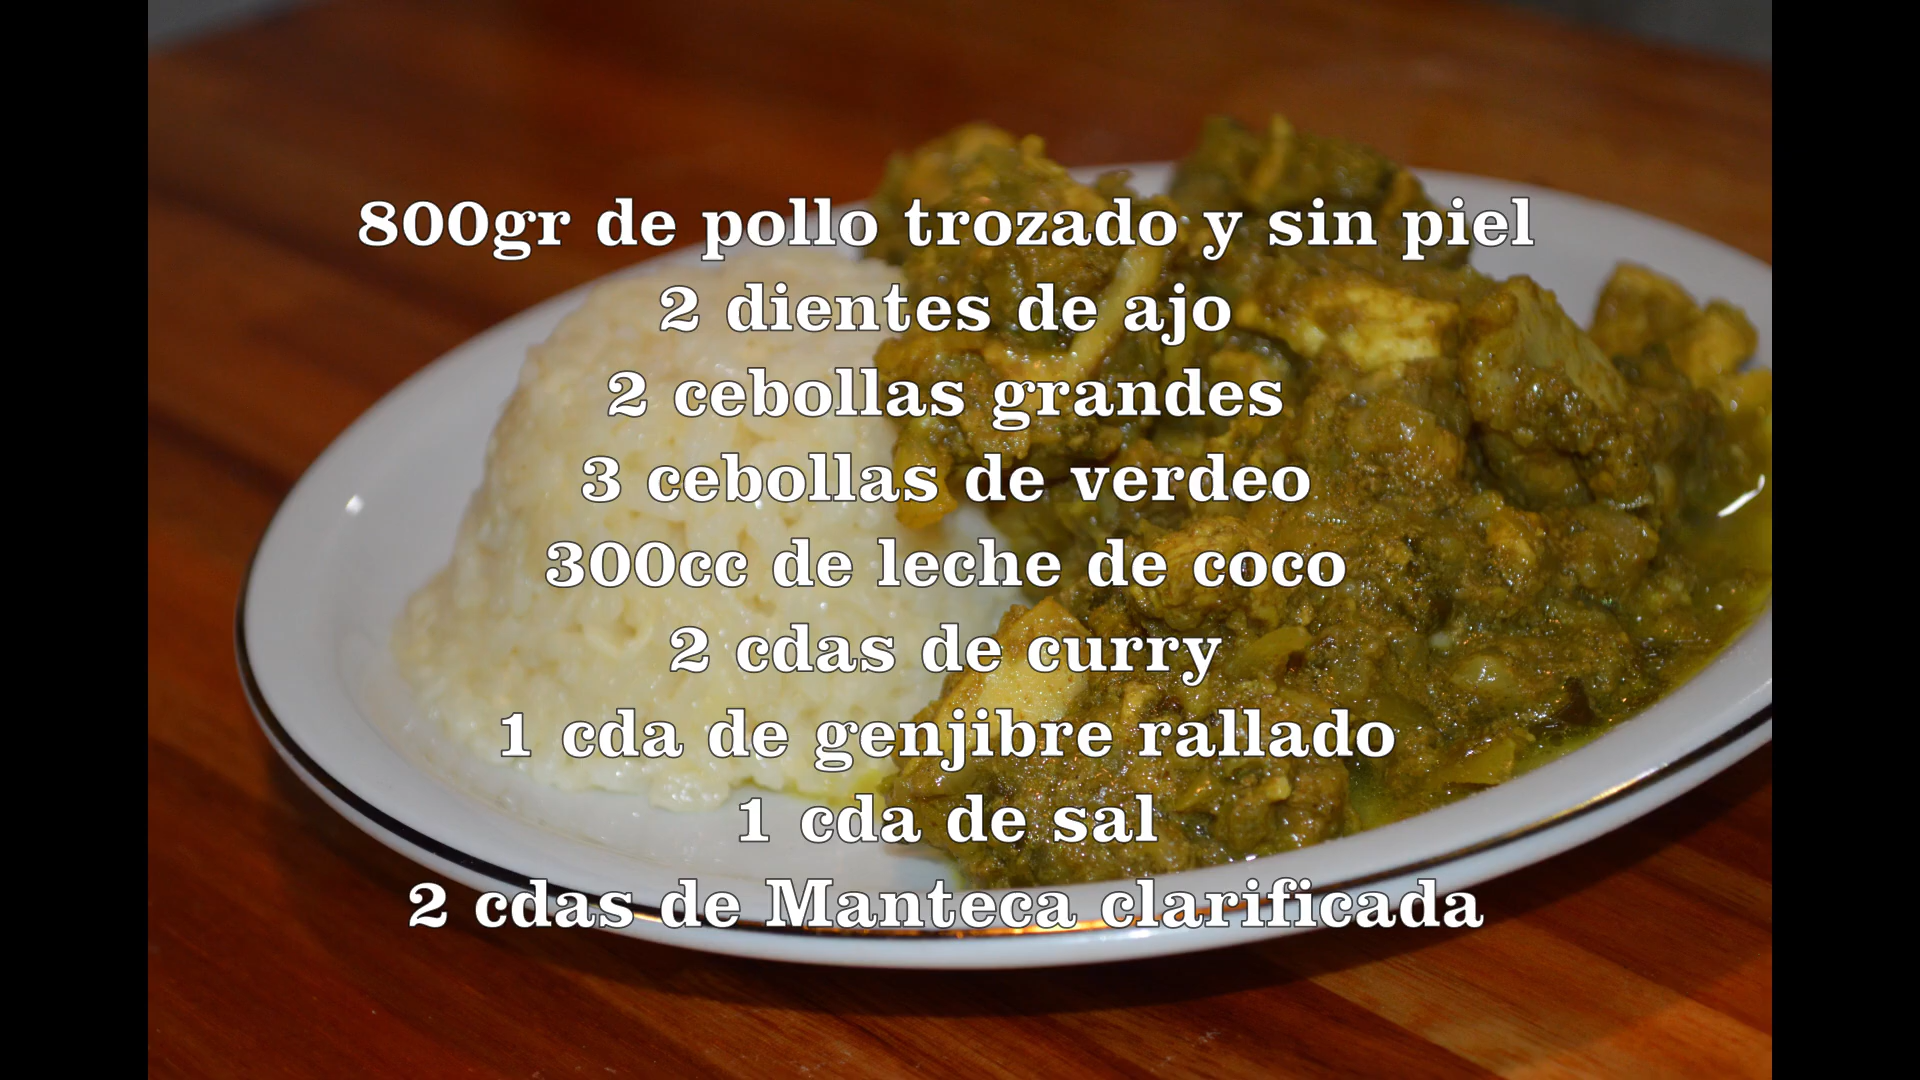 800gr de pollo trozado y sin piel
2 dientes de ajo
2 cebollas grandes
3 cebollas de verdeo
300cc de leche de coco
2 cdas de curry
1 cda de genjibre rallado
1 cda de sal
2 cdas de Manteca clarificada